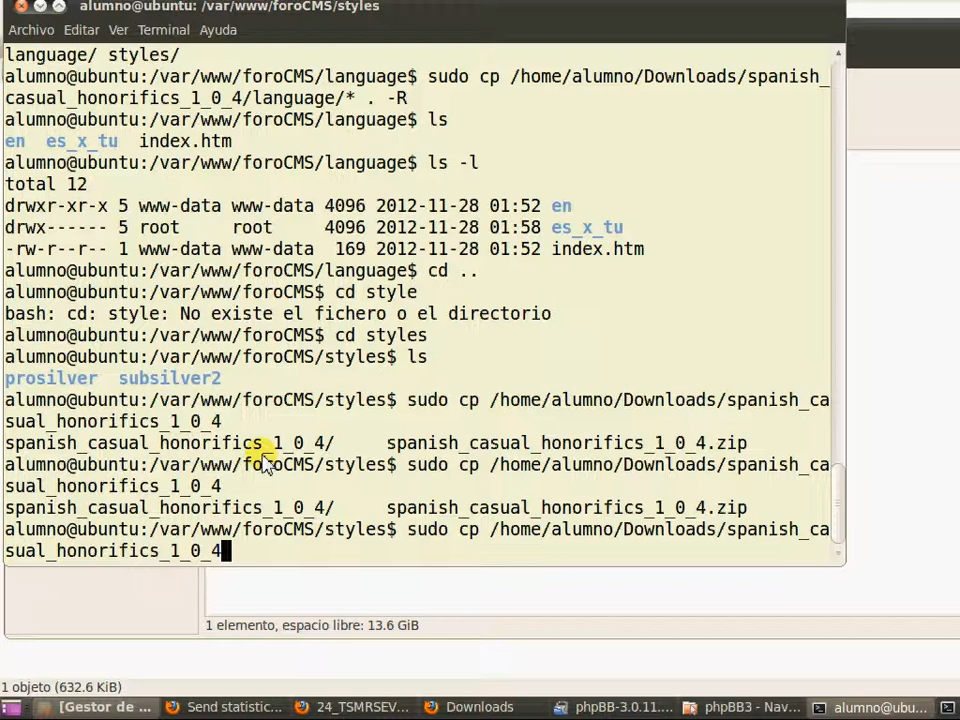 alumno@ubuntu: /var/www/foroCMS/styles
Archivo Editar Ver Terminal Ayuda
language/ styles/
alumno@ubuntu:/var/www/foroCMS/language$ sudo cp /home/alumno/Downloads/spanish_
casual_honorifics_1_0_4/language/* . -R
alumno@ubuntu:/var/www/foroCMS/language$ ls
en es_x_tu index.htm
alumno@ubuntu:/var/www/foroCMS/language$ ls -l
total 12
drwxr-xr-x 5 www-data www-data 4096 2012-11-28 01:52 en
drwx------ 5 root root 4096 2012-11-28 01:58 es_x_tu
-rw-r--r-- 1 www-data www-data 169 2012-11-28 01:52 index.htm
alumno@ubuntu:/var/www/foroCMS/language$ cd ..
alumno@ubuntu:/var/www/foroCMS$ cd style
bash: cd: style: No existe el fichero o el directorio
alumno@ubuntu:/var/www/foroCMS$ cd styles
alumno@ubuntu:/var/www/foroCMS/styles$ ls
prosilver subsilver2
alumno@ubuntu:/var/www/foroCMS/styles$ sudo cp /home/alumno/Downloads/spanish_ca
sual_honorifics_1_0_4
spanish_casual_honorifics_1_0_4/ spanish_casual_honorifics_1_0_4.zip
alumno@ubuntu:/var/www/foroCMS/styles$ sudo cp /home/alumno/Downloads/spanish_ca
sual_honorifics_1_0_4
spanish_casual_honorifics_1_0_4/ spanish_casual_honorifics_1_0_4.zip
alumno@ubuntu:/var/www/foroCMS/styles$ sudo cp /home/alumno/Downloads/spanish_ca
sual_honorifics_1_0_4
1 elemento, espacio libre: 13.6 GiB
1 objeto (632.6 KiB)
[Gestor de ... Send statistic... 24_TSMRSEV... Downloads phpBB-3.0.11.... phpBB3 - Nav... alumno@ubu...